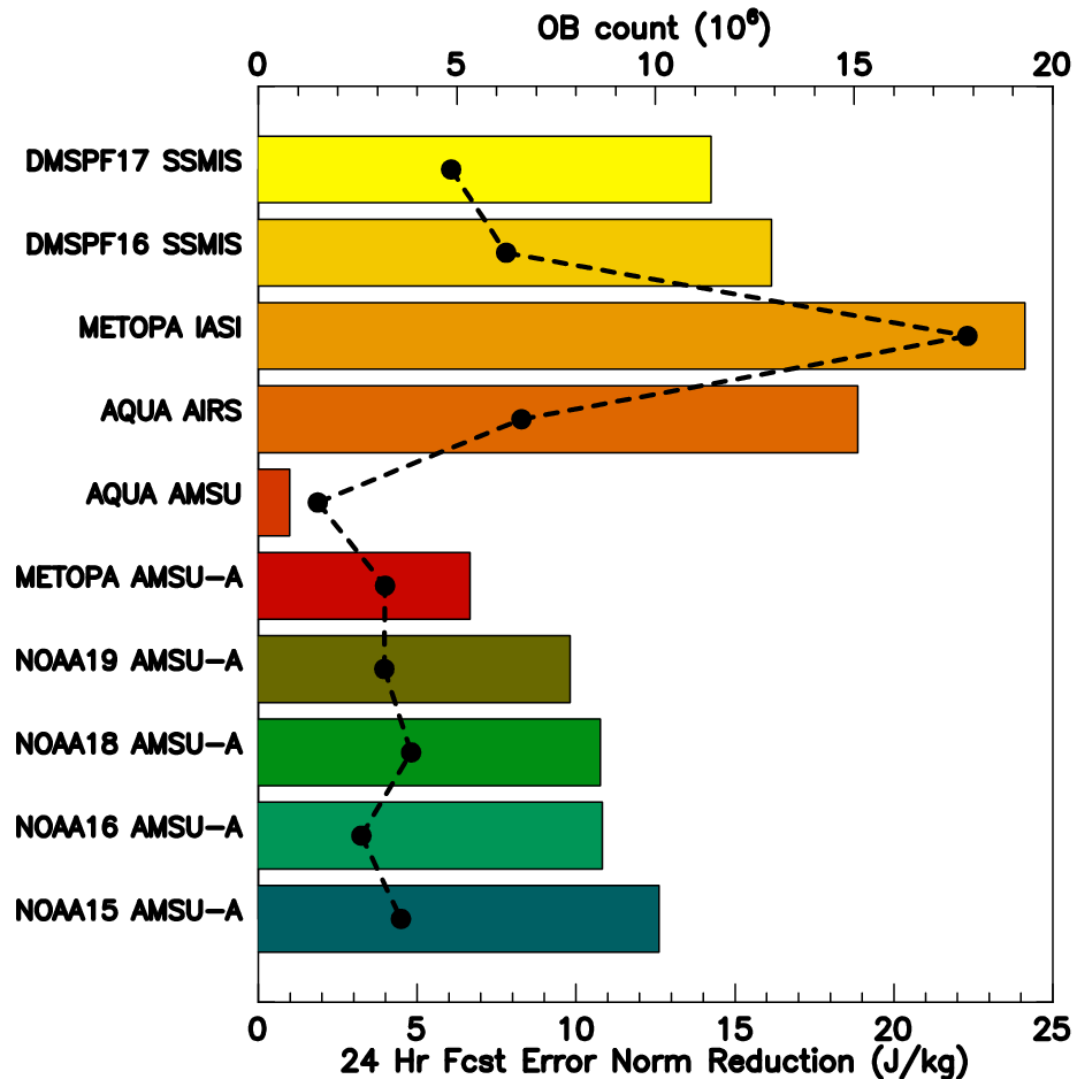 OB count (10⁶)
0 5 10 15 20
DMSPF17 SSMIS
DMSPF16 SSMIS
METOPA IASI
AQUA AIRS
AQUA AMSU
METOPA AMSU-A
NOAA19 AMSU-A
NOAA18 AMSU-A
NOAA16 AMSU-A
NOAA15 AMSU-A
0 5 10 15 20 25
24 Hr Fcst Error Norm Reduction (J/kg)